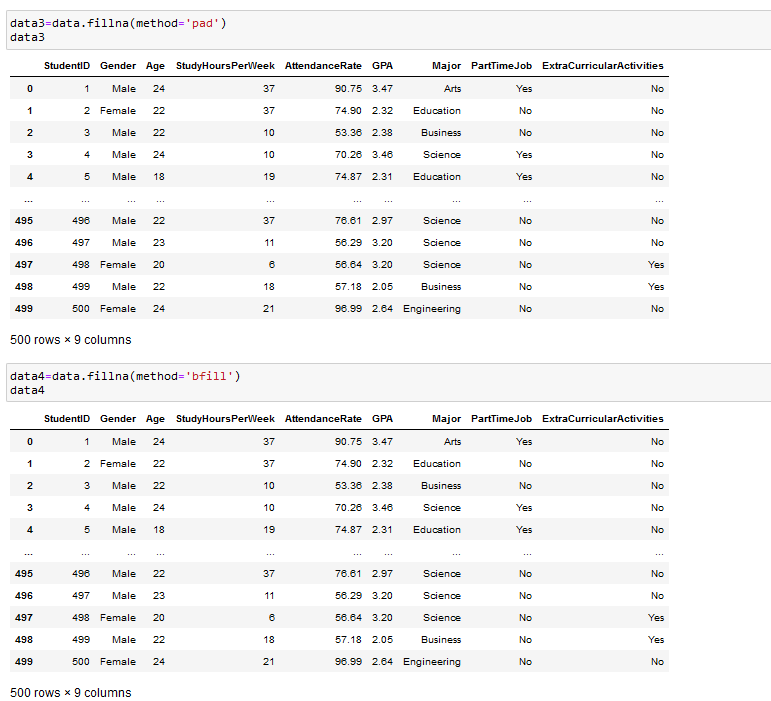 data3=data.fillna(method='pad')
data3
StudentID Gender Age StudyHoursPerWeek AttendanceRate GPA Major PartTimeJob ExtraCurricularActivities
0 1 Male 24 37 90.75 3.47 Arts Yes No
1 2 Female 22 37 74.90 2.32 Education No No
2 3 Male 22 10 53.36 2.38 Business No No
3 4 Male 24 10 70.26 3.46 Science Yes No
4 5 Male 18 19 74.87 2.31 Education Yes No
... ... ... ... ... ... ... ... ... ...
495 496 Male 22 37 76.61 2.97 Science No No
496 497 Male 23 11 56.29 3.20 Science No No
497 498 Female 20 6 56.64 3.20 Science No Yes
498 499 Male 22 18 57.18 2.05 Business No Yes
499 500 Female 24 21 96.99 2.64 Engineering No No
500 rows × 9 columns
data4=data.fillna(method='bfill')
data4
StudentID Gender Age StudyHoursPerWeek AttendanceRate GPA Major PartTimeJob ExtraCurricularActivities
0 1 Male 24 37 90.75 3.47 Arts Yes No
1 2 Female 22 37 74.90 2.32 Education No No
2 3 Male 22 10 53.36 2.38 Business No No
3 4 Male 24 10 70.26 3.46 Science Yes No
4 5 Male 18 19 74.87 2.31 Education Yes No
... ... ... ... ... ... ... ... ... ...
495 496 Male 22 37 76.61 2.97 Science No No
496 497 Male 23 11 56.29 3.20 Science No No
497 498 Female 20 6 56.64 3.20 Science No Yes
498 499 Male 22 18 57.18 2.05 Business No Yes
499 500 Female 24 21 96.99 2.64 Engineering No No
500 rows × 9 columns